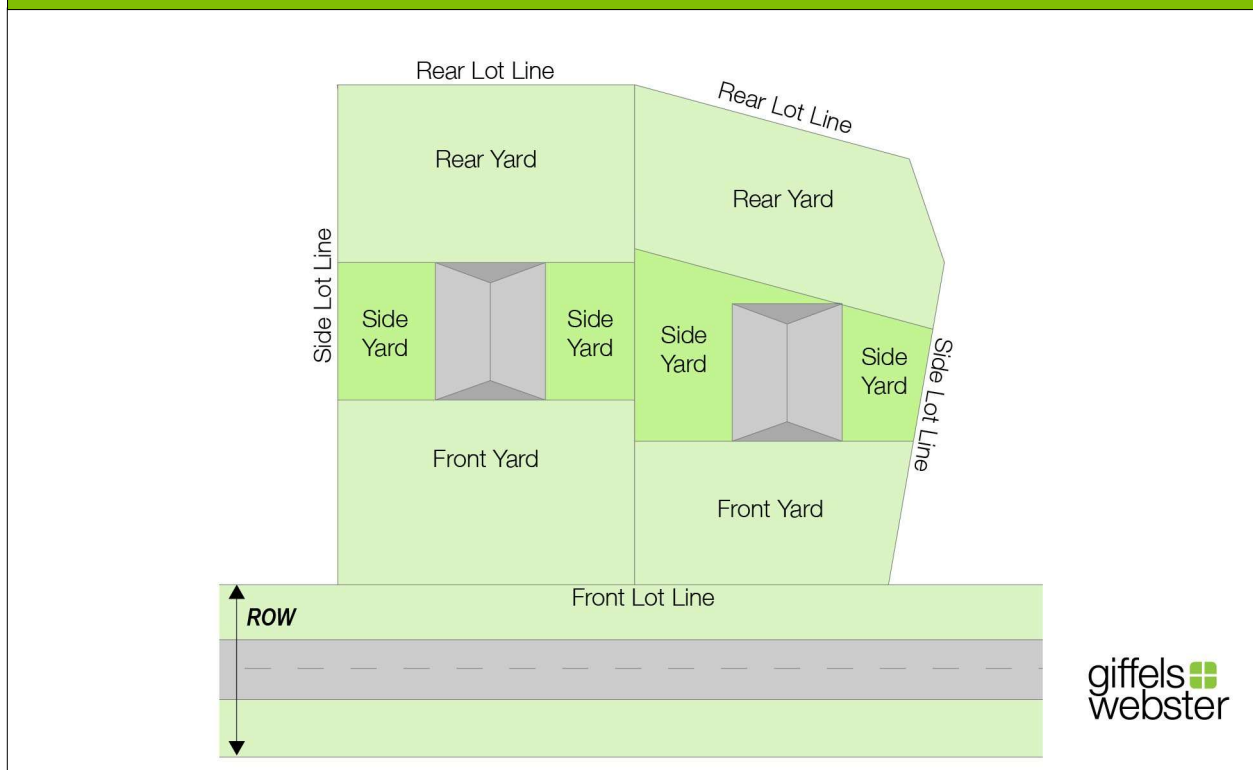 Rear Lot Line
Rear Lot Line
Rear Yard
Rear Yard
Side Lot Line
Side
Yard
Side
Yard
Side
Yard
Side
Yard
Side Lot Line
Front Yard
Front Yard
Front Lot Line
ROW
giffels
webster